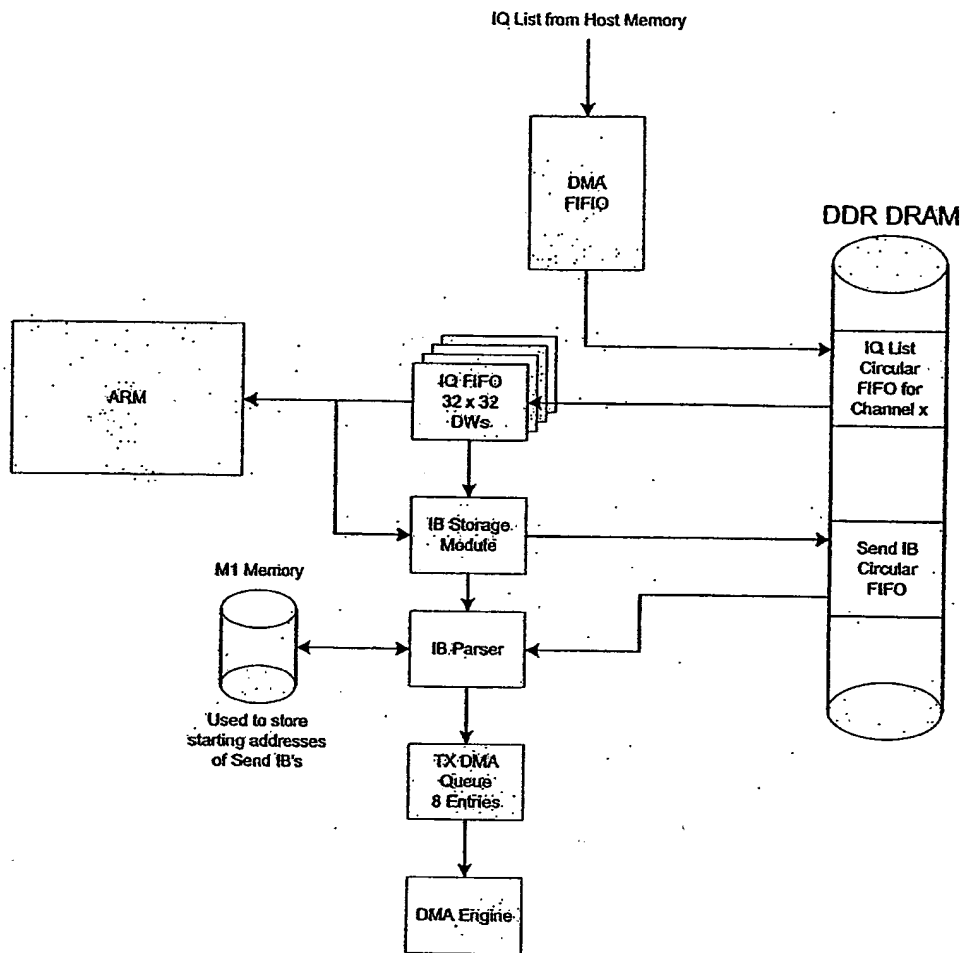 IQ List from Host Memory
DMA
FIFIO
DDR DRAM
IQ List
Circular
FIFO for
Channel x
ARM
IQ FIFO
32 x 32
DWs
IB Storage
Module
Send IB
Circular
FIFO
M1 Memory
IB Parser
Used to store
starting addresses
of Send IB's
TX DMA
Queue
8 Entries
DMA Engine